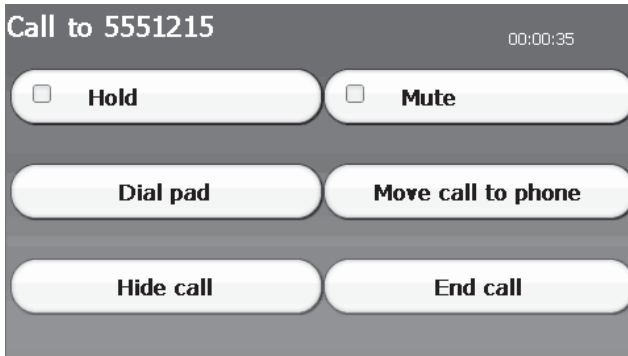 Call to 5551215
00:00:35
Hold
Mute
Dial pad
Move call to phone
Hide call
End call